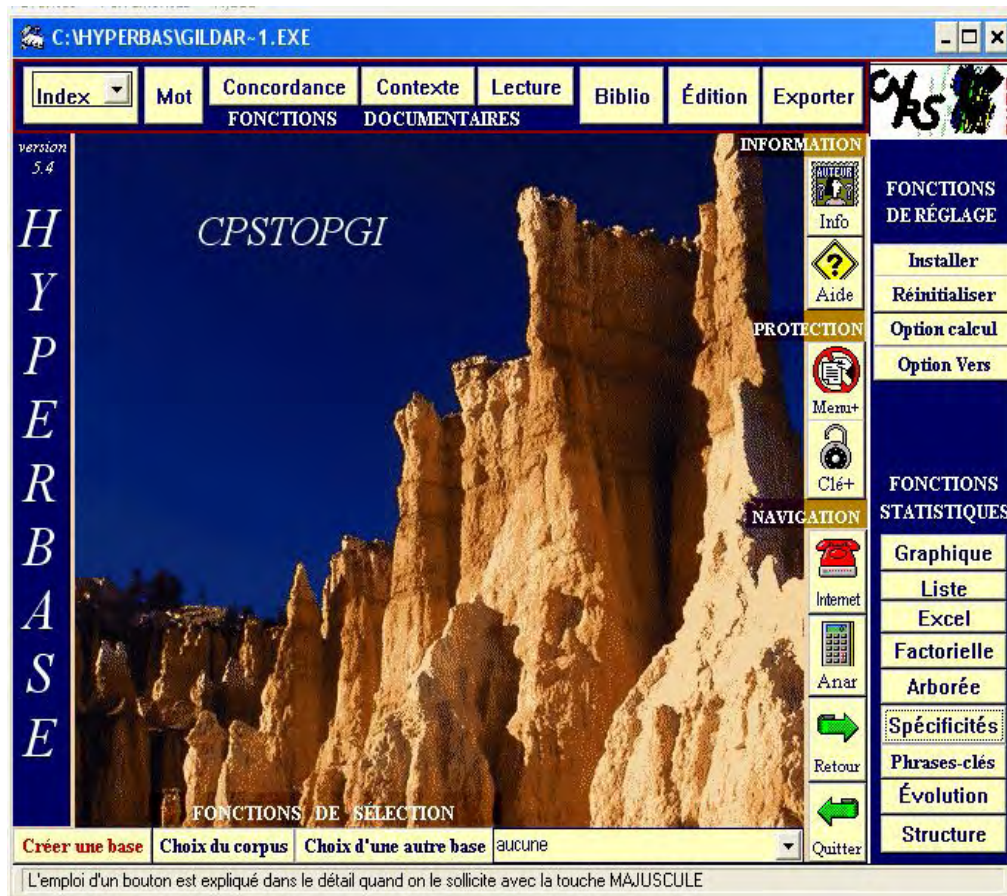 C:\HYPERBAS\GILDAR~1.EXE
Index
Mot
Concordance
Contexte
Lecture
Biblio
Édition
Exporter
FONCTIONS DOCUMENTAIRES
CNRS
version
5.4
HYPERBASE
CPSTOPGI
INFORMATION
AUTEUR
Info
Aide
PROTECTION
Menu+
Clé+
NAVIGATION
Internet
Anar
Retour
Quitter
FONCTIONS
DE RÉGLAGE
Installer
Réinitialiser
Option calcul
Option Vers
FONCTIONS
STATISTIQUES
Graphique
Liste
Excel
Factorielle
Arborée
Spécificités
Phrases-clés
Évolution
Structure
FONCTIONS DE SÉLECTION
Créer une base
Choix du corpus
Choix d'une autre base
aucune
L'emploi d'un bouton est expliqué dans le détail quand on le sollicite avec la touche MAJUSCULE